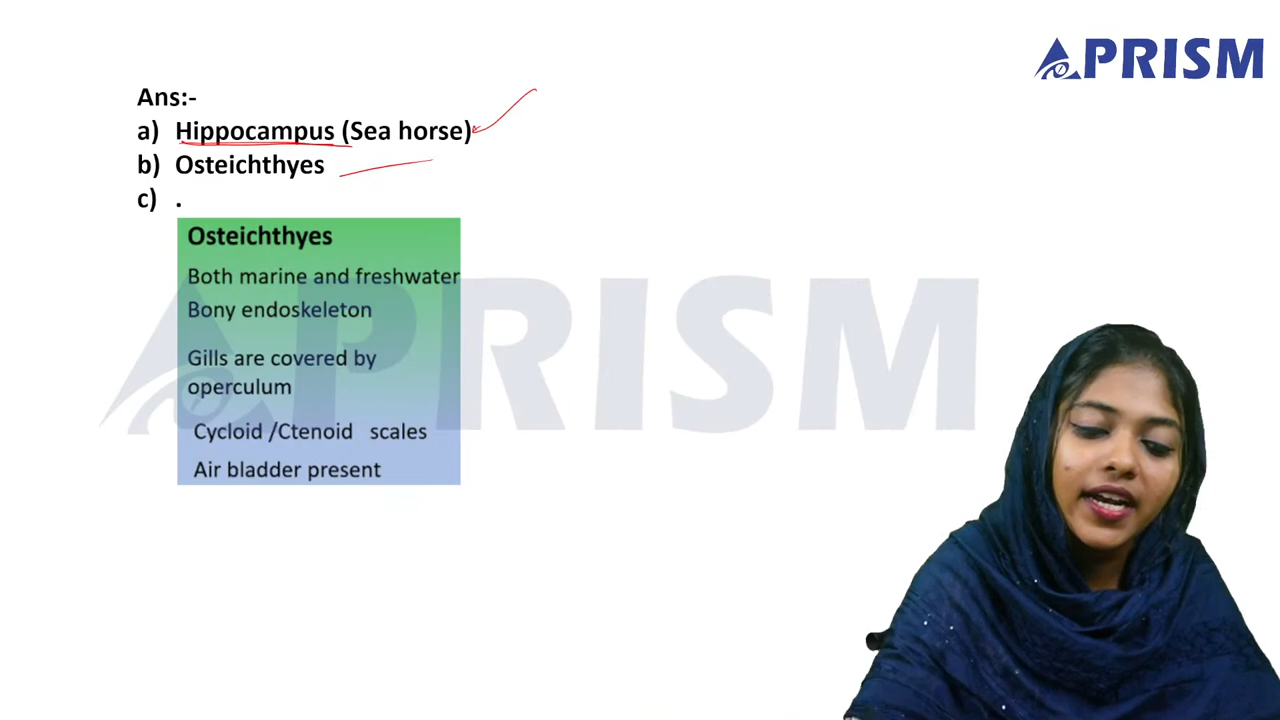 PRISM
Ans:-
a) Hippocampus (Sea horse)
b) Osteichthyes
c) .
Osteichthyes
Both marine and freshwater
Bony endoskeleton
Gills are covered by
operculum
Cycloid /Ctenoid scales
Air bladder present
PRISM